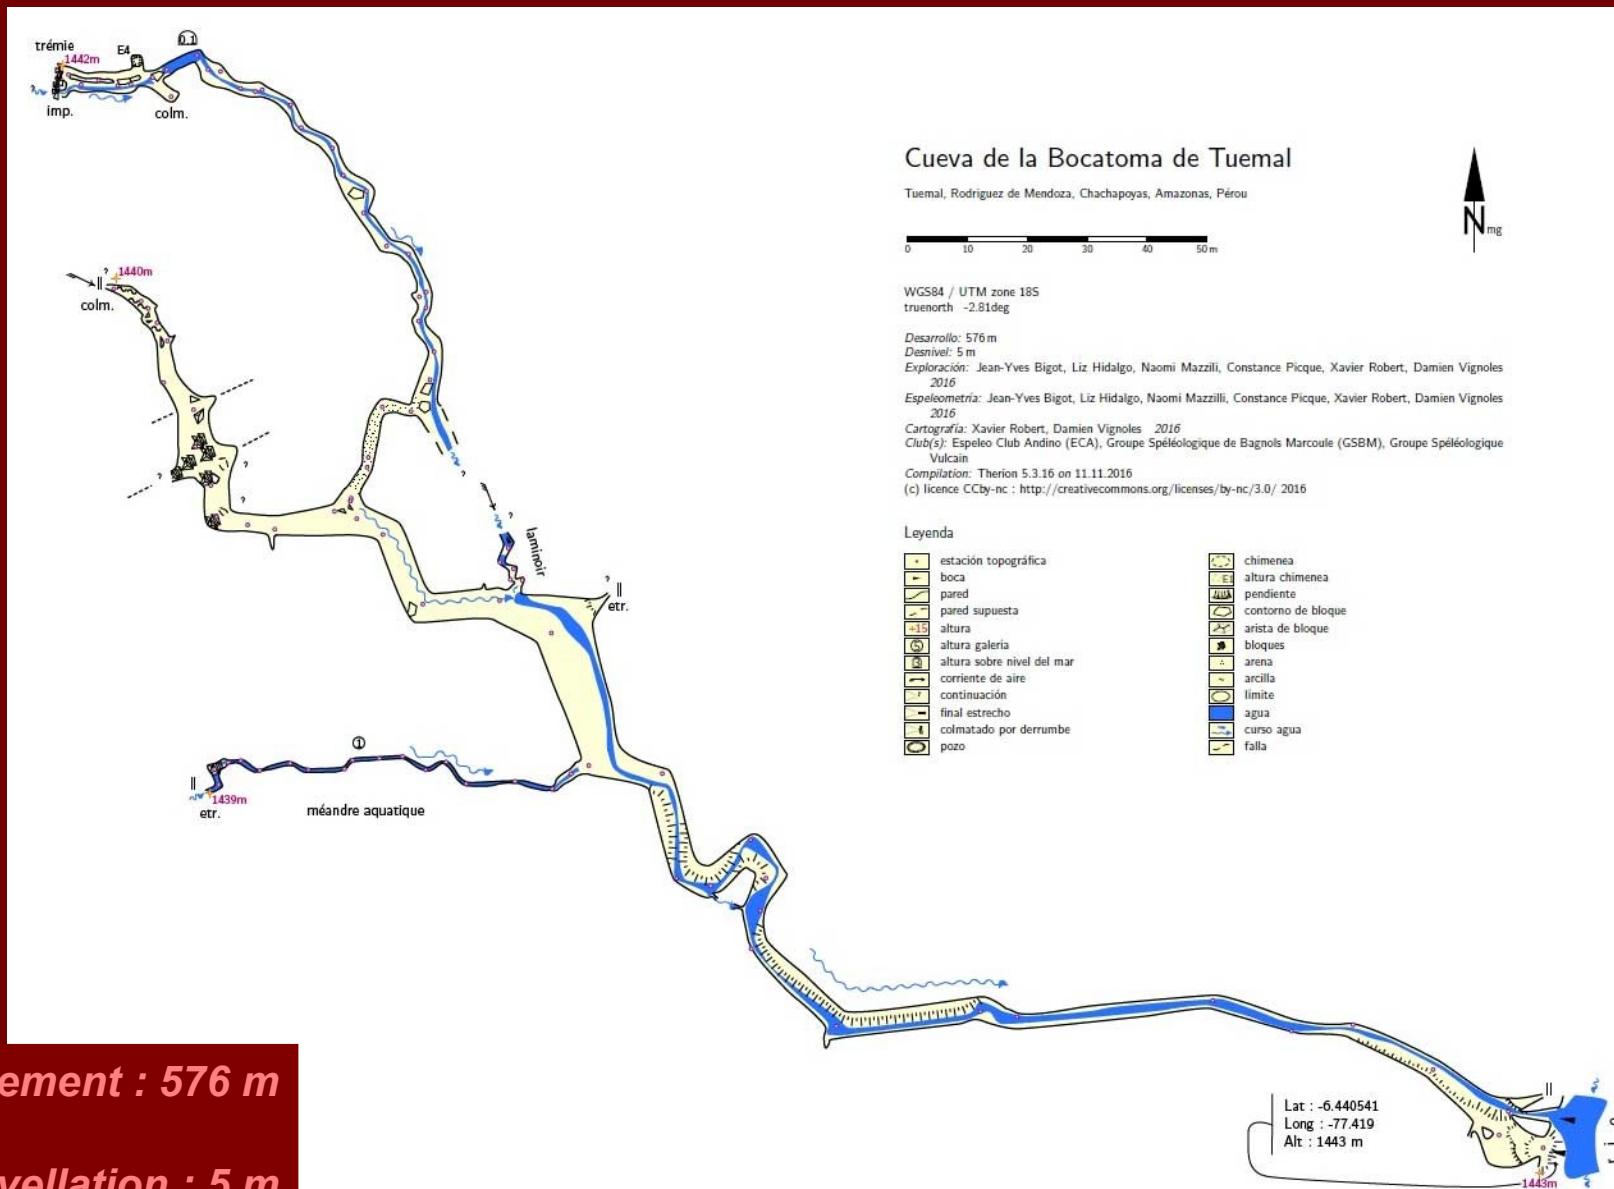 trémie
1442m
E4
0.1
?
imp.
colm.
Cueva de la Bocatoma de Tuemal
Tuemal, Rodriguez de Mendoza, Chachapoyas, Amazonas, Pérou
N mg
0 10 20 30 40 50 m
?
1440m
colm.
WGS84 / UTM zone 18S
truenorth -2.81deg
Desarrollo: 576 m
Desnivel: 5 m
Exploración: Jean-Yves Bigot, Liz Hidalgo, Naomi Mazzili, Constance Picque, Xavier Robert, Damien Vignoles
2016
Espeleometría: Jean-Yves Bigot, Liz Hidalgo, Naomi Mazzilli, Constance Picque, Xavier Robert, Damien Vignoles
2016
Cartografía: Xavier Robert, Damien Vignoles 2016
Club(s): Espeleo Club Andino (ECA), Groupe Spéléologique de Bagnols Marcoule (GSBM), Groupe Spéléologique
Vulcain
Compilation: Therion 5.3.16 on 11.11.2016
(c) licence CCby-nc : http://creativecommons.org/licenses/by-nc/3.0/ 2016
?
?
?
?
?
?
laminoir
?
etr.
Leyenda
estación topográfica
boca
pared
pared supuesta
+15 altura
5 altura galeria
3 altura sobre nivel del mar
corriente de aire
continuación
final estrecho
colmatado por derrumbe
pozo
chimenea
E1 altura chimenea
pendiente
contorno de bloque
arista de bloque
bloques
arena
arcilla
límite
agua
curso agua
falla
1
1439m
etr.
méandre aquatique
Lat : -6.440541
Long : -77.419
Alt : 1443 m
1443m
ement : 576 m
vellation : 5 m